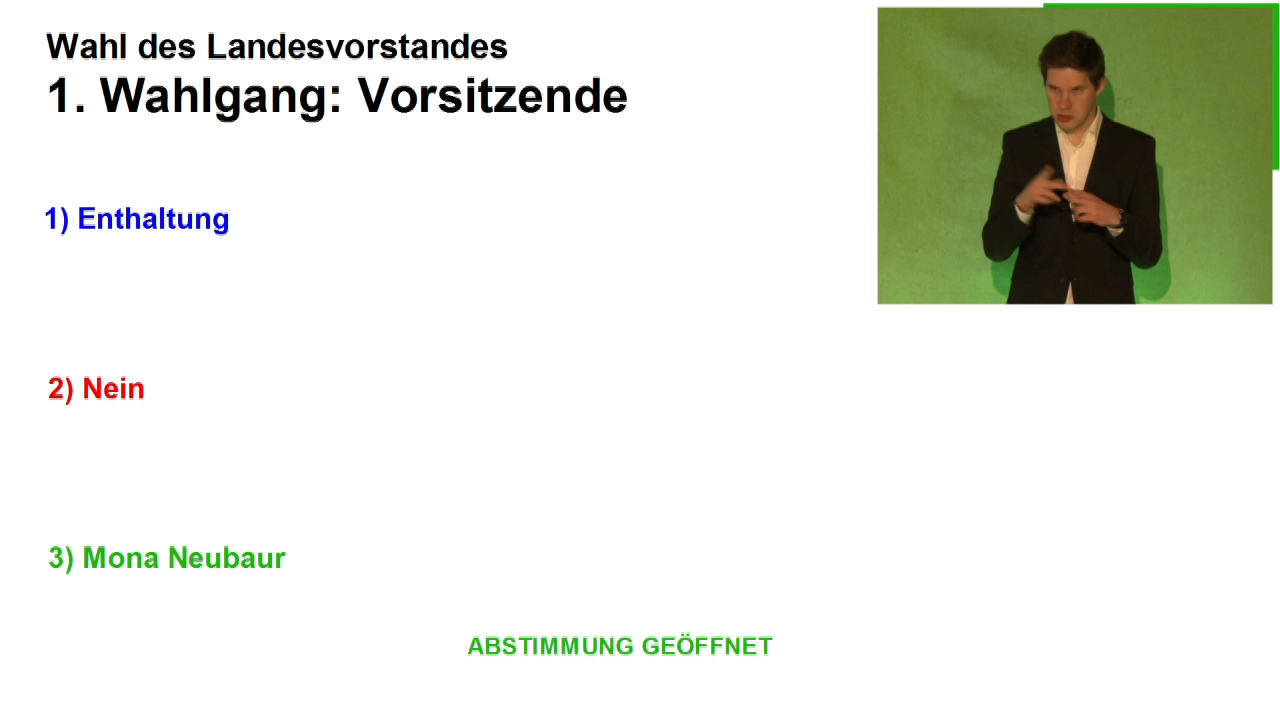 Wahl des Landesvorstandes
1. Wahlgang: Vorsitzende
1) Enthaltung
2) Nein
3) Mona Neubaur
ABSTIMMUNG GEÖFFNET